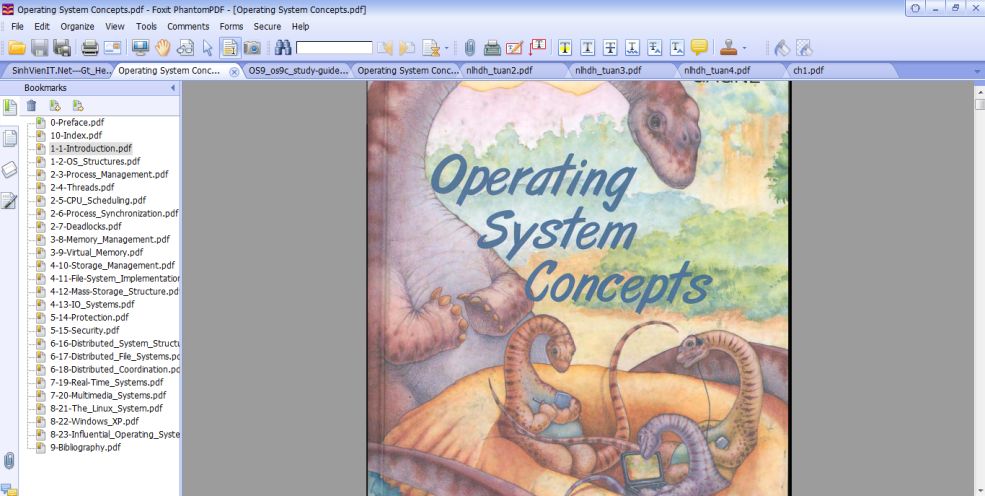 Operating System Concepts.pdf - Foxit PhantomPDF - [Operating System Concepts.pdf]
File Edit Organize View Tools Comments Forms Secure Help
SinhVienIT.Net---Gt_He... Operating System Conc... OS9_os9c_study-guide... Operating System Conc... nlhdh_tuan2.pdf nlhdh_tuan3.pdf nlhdh_tuan4.pdf ch1.pdf
Bookmarks
0-Preface.pdf
10-Index.pdf
1-1-Introduction.pdf
1-2-OS_Structures.pdf
2-3-Process_Management.pdf
2-4-Threads.pdf
2-5-CPU_Scheduling.pdf
2-6-Process_Synchronization.pdf
2-7-Deadlocks.pdf
3-8-Memory_Management.pdf
3-9-Virtual_Memory.pdf
4-10-Storage_Management.pdf
4-11-File-System_Implementation
4-12-Mass-Storage_Structure.pdf
4-13-IO_Systems.pdf
5-14-Protection.pdf
5-15-Security.pdf
6-16-Distributed_System_Structu
6-17-Distributed_File_Systems.pd
6-18-Distributed_Coordination.pd
7-19-Real-Time_Systems.pdf
7-20-Multimedia_Systems.pdf
8-21-The_Linux_System.pdf
8-22-Windows_XP.pdf
8-23-Influential_Operating_Syste
9-Bibliography.pdf
Operating
System
Concepts